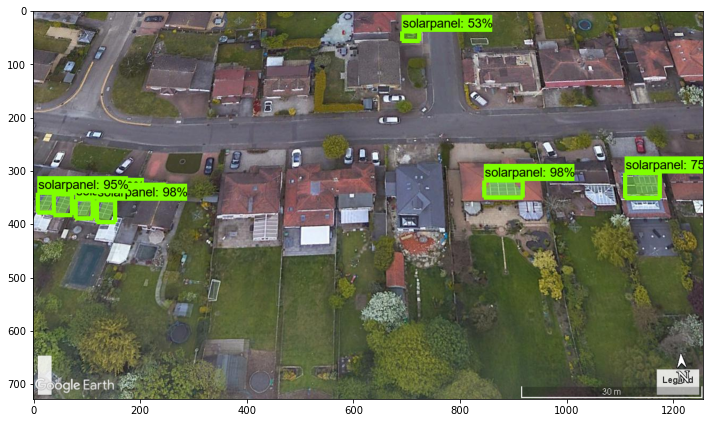 solarpanel: 53%
solarpanel: 98%
solarpanel: 75
solarpanel: 95%
solarpanel: 98%
Google Earth
30 m
Legend
N
0
100
200
300
400
500
600
700
0
200
400
600
800
1000
1200